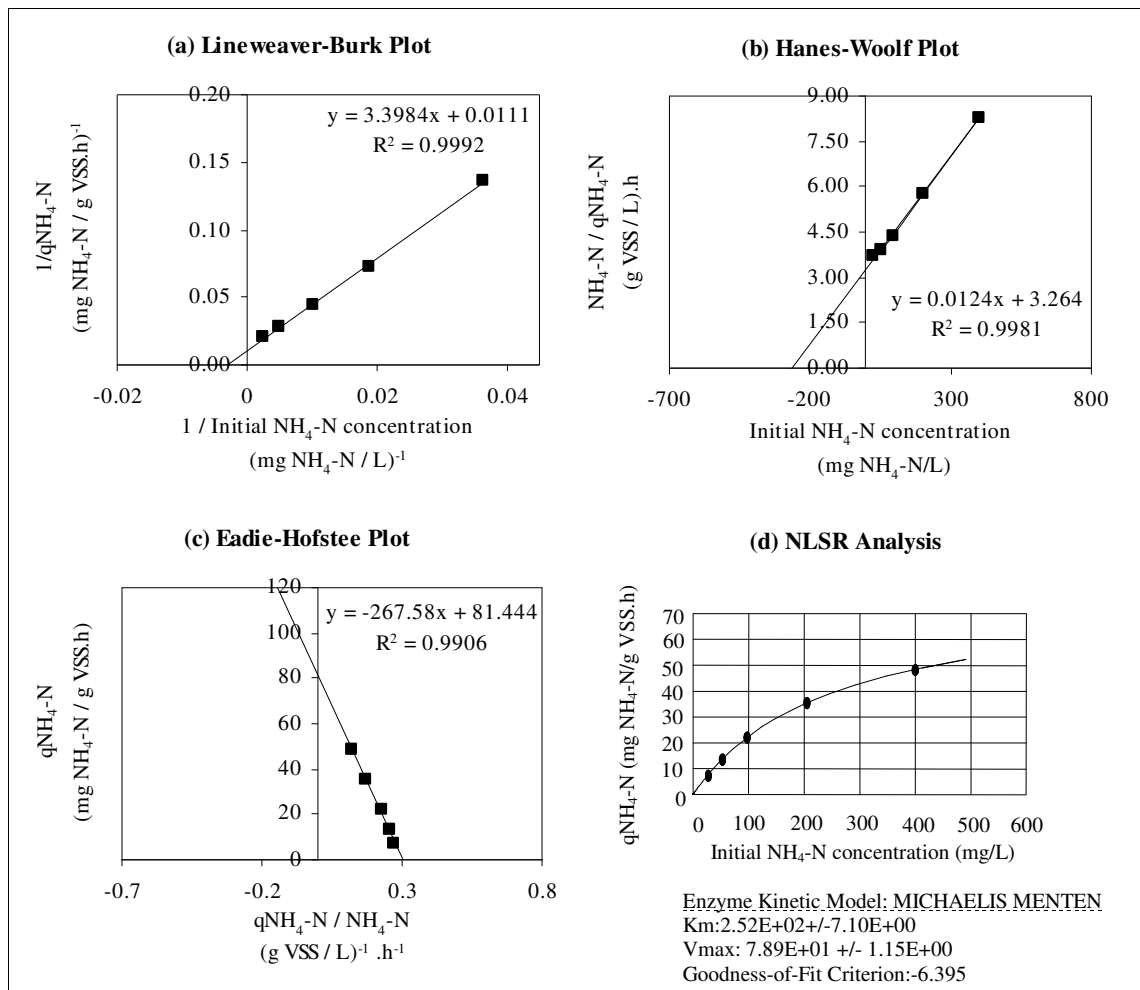 (a) Lineweaver-Burk Plot
0.20
0.15
0.10
0.05
0.00
y = 3.3984x + 0.0111
R² = 0.9992
-0.02 0 0.02 0.04
1/qNH₄-N
(mg NH₄-N / g VSS.h)⁻¹
1 / Initial NH₄-N concentration
(mg NH₄-N / L)⁻¹
(b) Hanes-Woolf Plot
9.00
7.50
6.00
4.50
3.00
1.50
0.00
y = 0.0124x + 3.264
R² = 0.9981
-700 -200 300 800
NH₄-N / qNH₄-N
(g VSS / L).h
Initial NH₄-N concentration
(mg NH₄-N/L)
(c) Eadie-Hofstee Plot
120
100
80
60
40
20
0
y = -267.58x + 81.444
R² = 0.9906
-0.7 -0.2 0.3 0.8
qNH₄-N
(mg NH₄-N / g VSS.h)
qNH₄-N / NH₄-N
(g VSS / L)⁻¹ .h⁻¹
(d) NLSR Analysis
70
60
50
40
30
20
10
0
0 100 200 300 400 500 600
qNH₄-N (mg NH₄-N/g VSS.h)
Initial NH₄-N concentration (mg/L)
Enzyme Kinetic Model: MICHAELIS MENTEN
Km:2.52E+02+/-7.10E+00
Vmax: 7.89E+01 +/- 1.15E+00
Goodness-of-Fit Criterion:-6.395